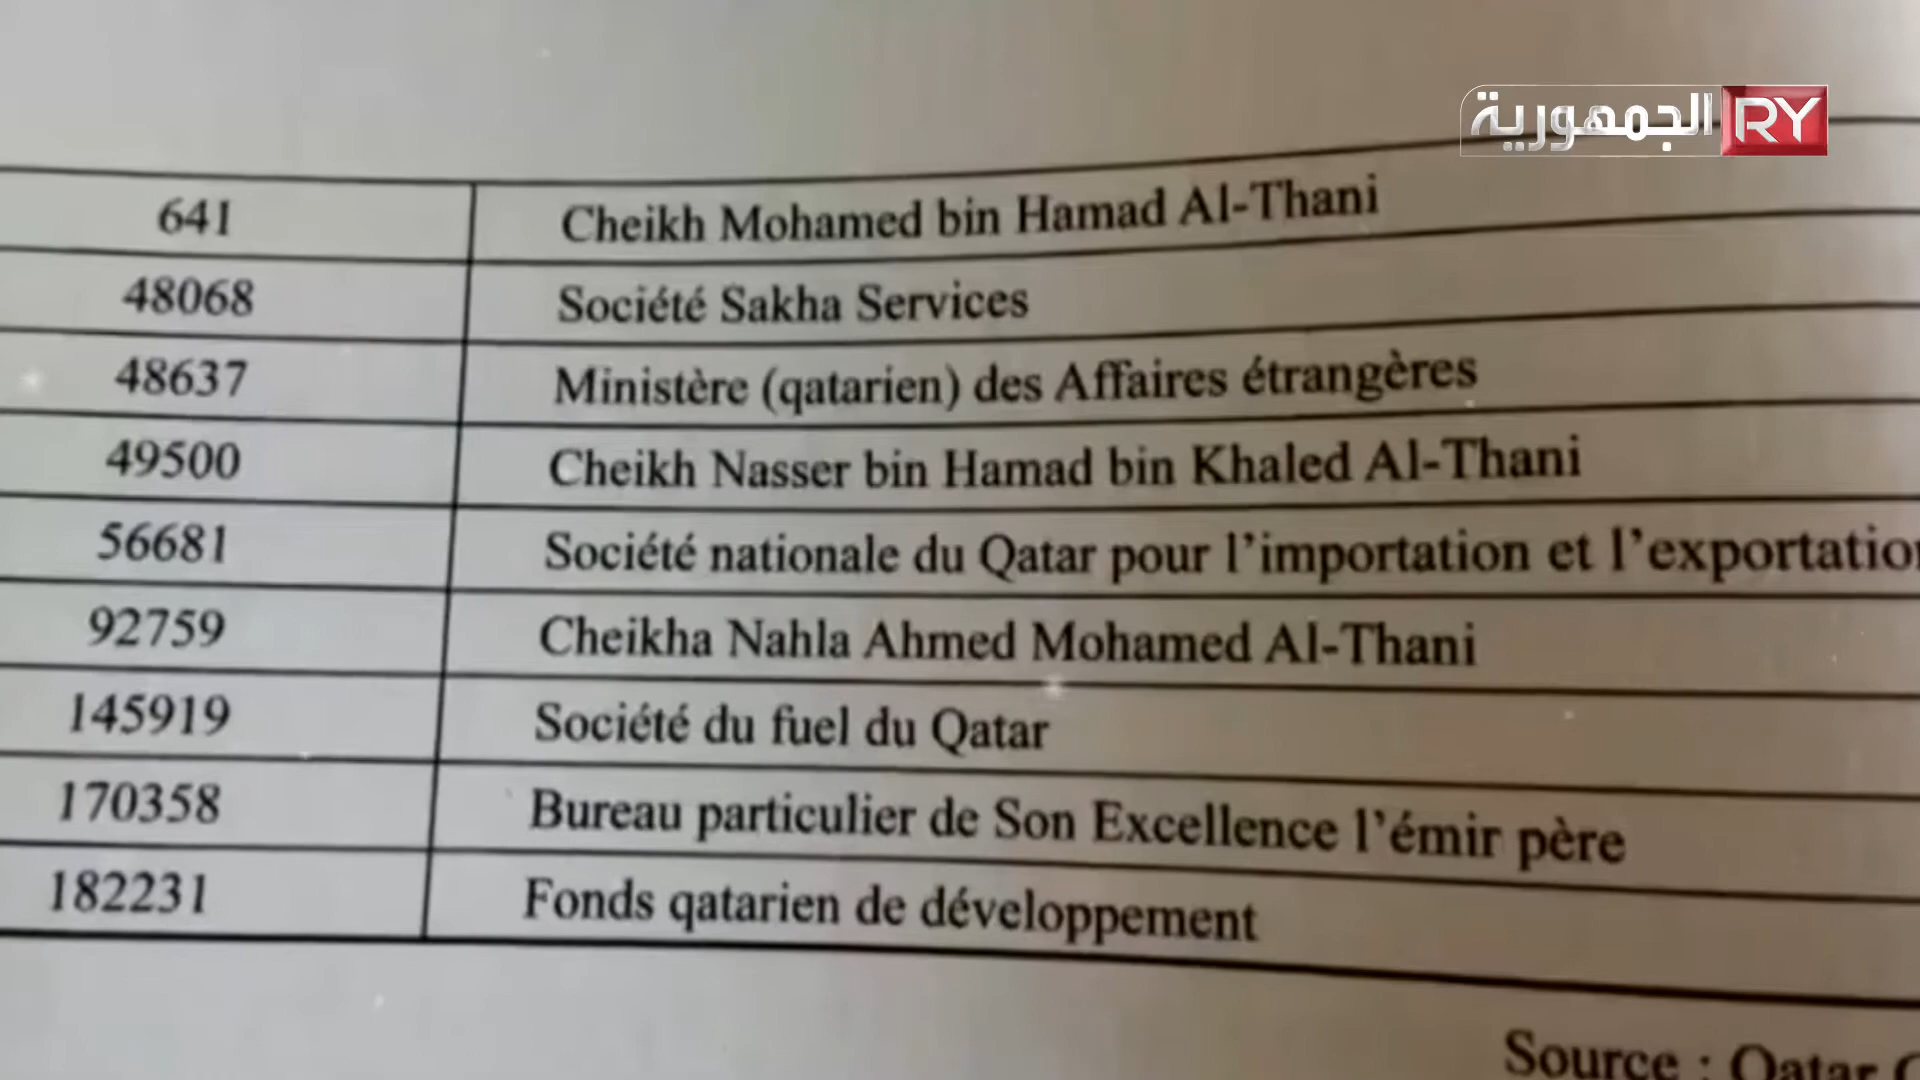 الجمهورية RY
641 Cheikh Mohamed bin Hamad Al-Thani
48068 Société Sakha Services
48637 Ministère (qatarien) des Affaires étrangères
49500 Cheikh Nasser bin Hamad bin Khaled Al-Thani
56681 Société nationale du Qatar pour l’importation et l’exportation
92759 Cheikha Nahla Ahmed Mohamed Al-Thani
145919 Société du fuel du Qatar
170358 Bureau particulier de Son Excellence l’émir père
182231 Fonds qatarien de développement
Source : Qatar